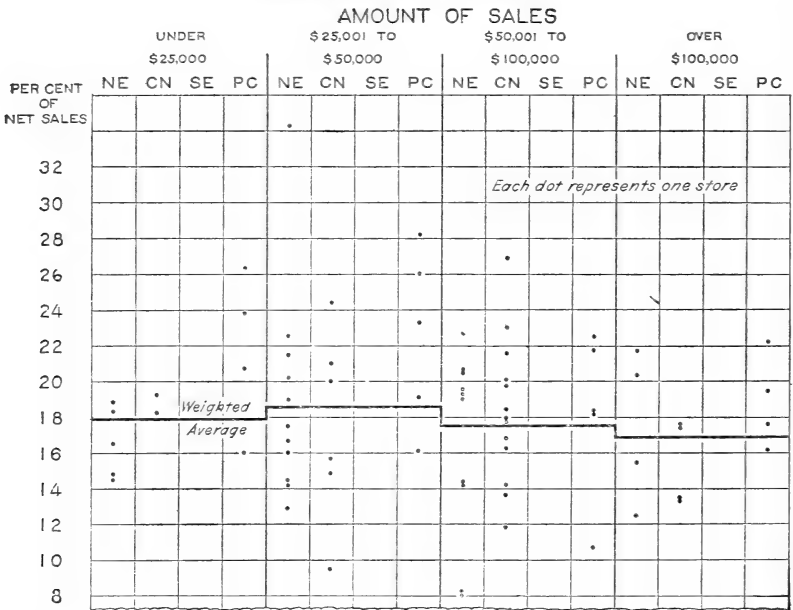 AMOUNT OF SALES
UNDER $25,001 TO $50,001 TO OVER
$25,000 $50,000 $100,000 $100,000
PER CENT OF NET SALES
NE CN SE PC NE CN SE PC NE CN SE PC NE CN SE PC
32
Each dot represents one store
30
28
26
24
22
20
Weighted
18
Average
16
14
12
10
8